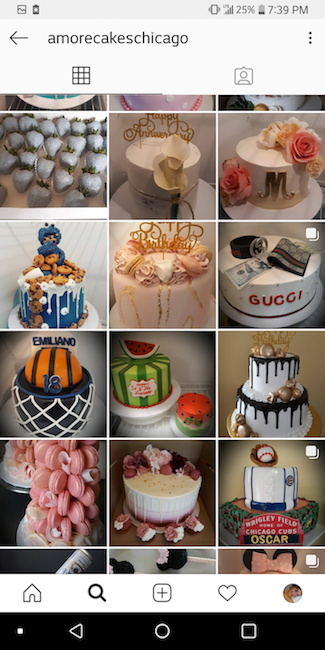 25% 7:39 PM
amorecakeschicago
Happy
Anniversary
M
Birthday
GUCCI
EMILIANO
18
WRIGLEY FIELD
HOME OF
CHICAGO CUBS
OSCAR